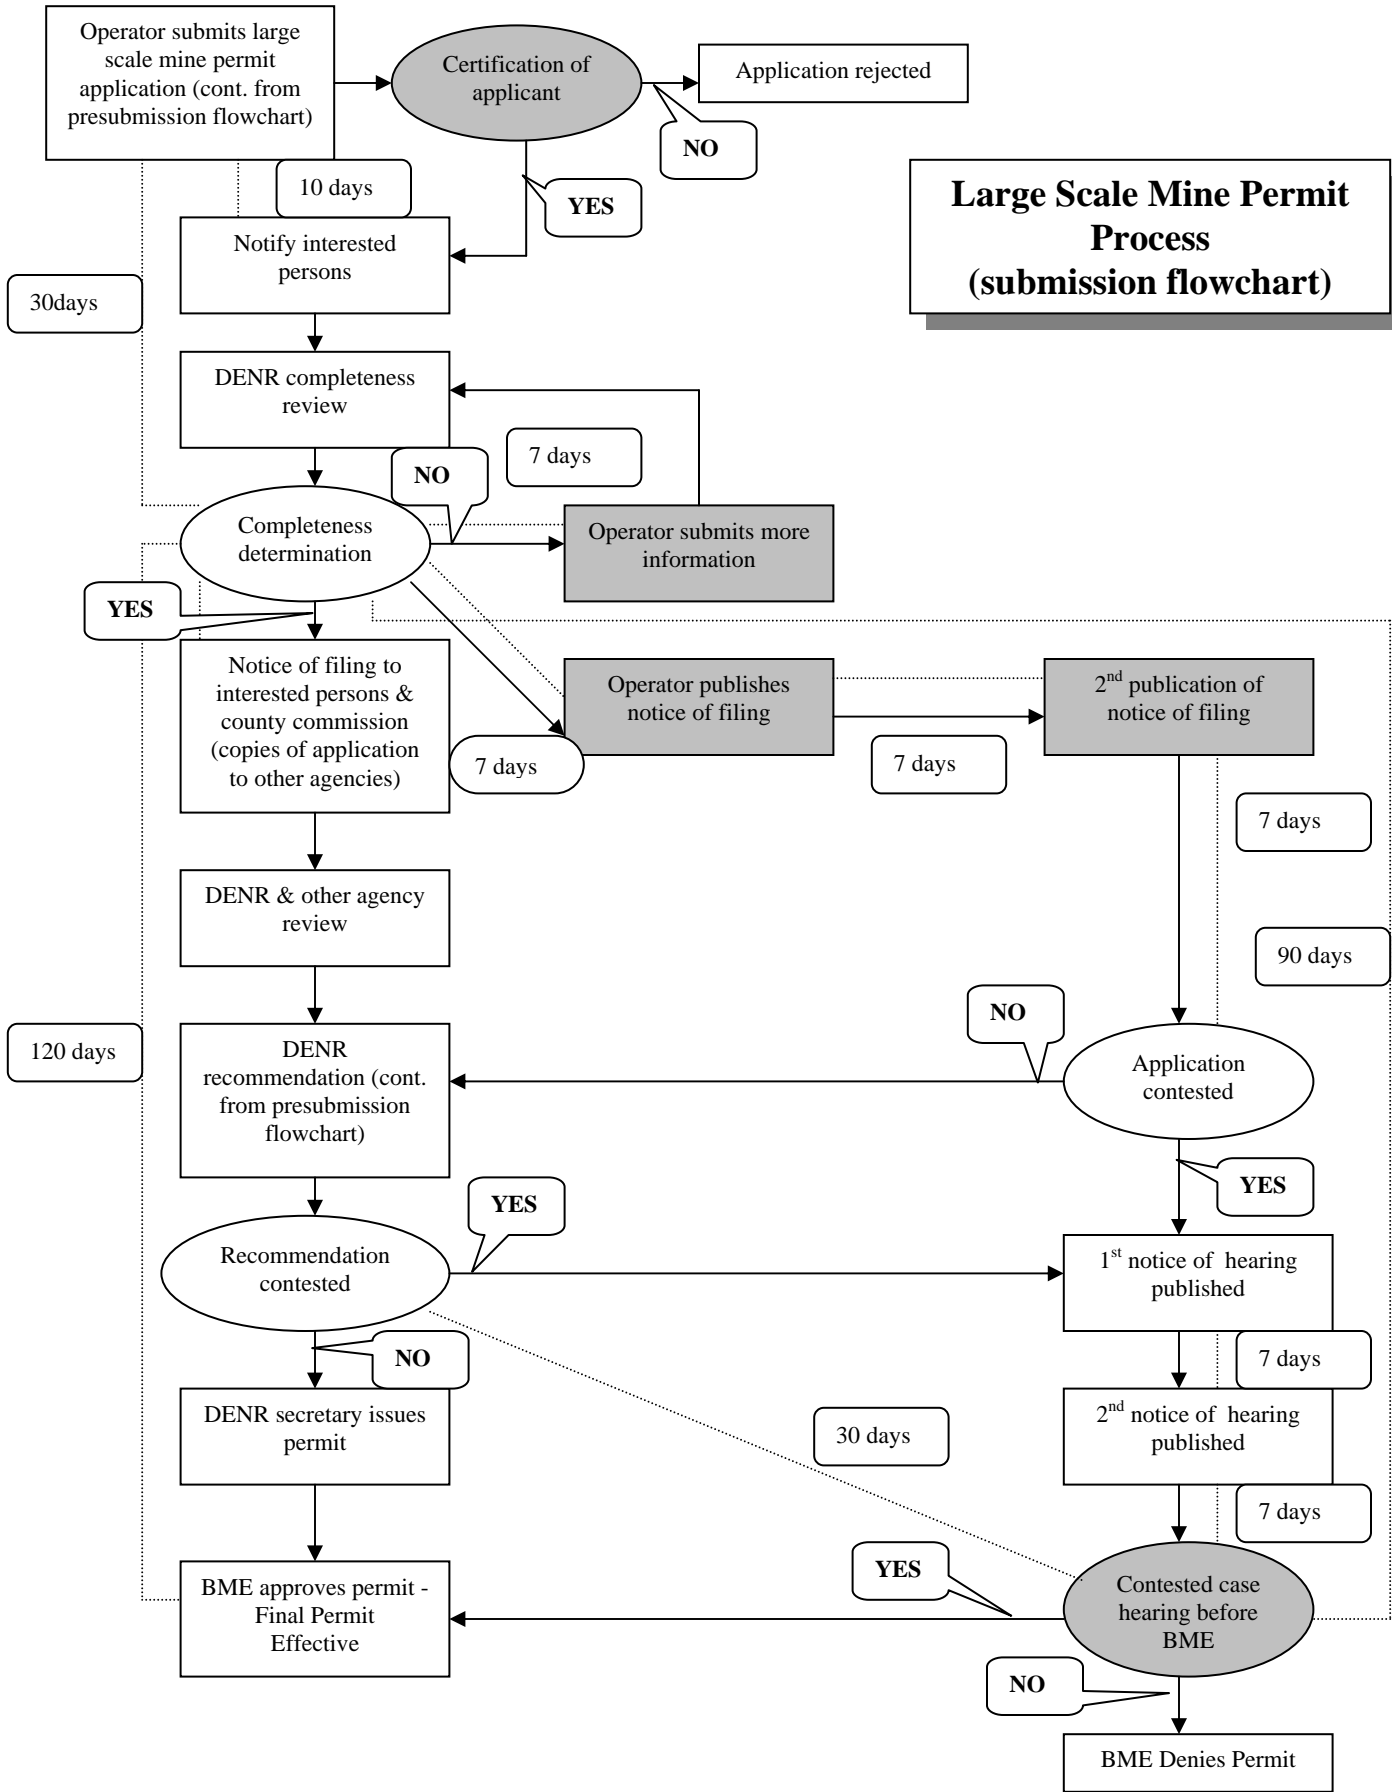 Operator submits large
scale mine permit
application (cont. from
presubmission flowchart)
Certification of
applicant
Application rejected
NO
10 days
YES
Large Scale Mine Permit
Process
(submission flowchart)
Notify interested
persons
30days
DENR completeness
review
7 days
NO
Completeness
determination
Operator submits more
information
YES
Notice of filing to
interested persons &
county commission
(copies of application
to other agencies)
Operator publishes
notice of filing
2nd publication of
notice of filing
7 days
7 days
7 days
DENR & other agency
review
90 days
NO
120 days
DENR
recommendation (cont.
from presubmission
flowchart)
Application
contested
YES
YES
Recommendation
contested
1st notice of hearing
published
NO
7 days
DENR secretary issues
permit
30 days
2nd notice of hearing
published
7 days
YES
BME approves permit -
Final Permit
Effective
Contested case
hearing before
BME
NO
BME Denies Permit